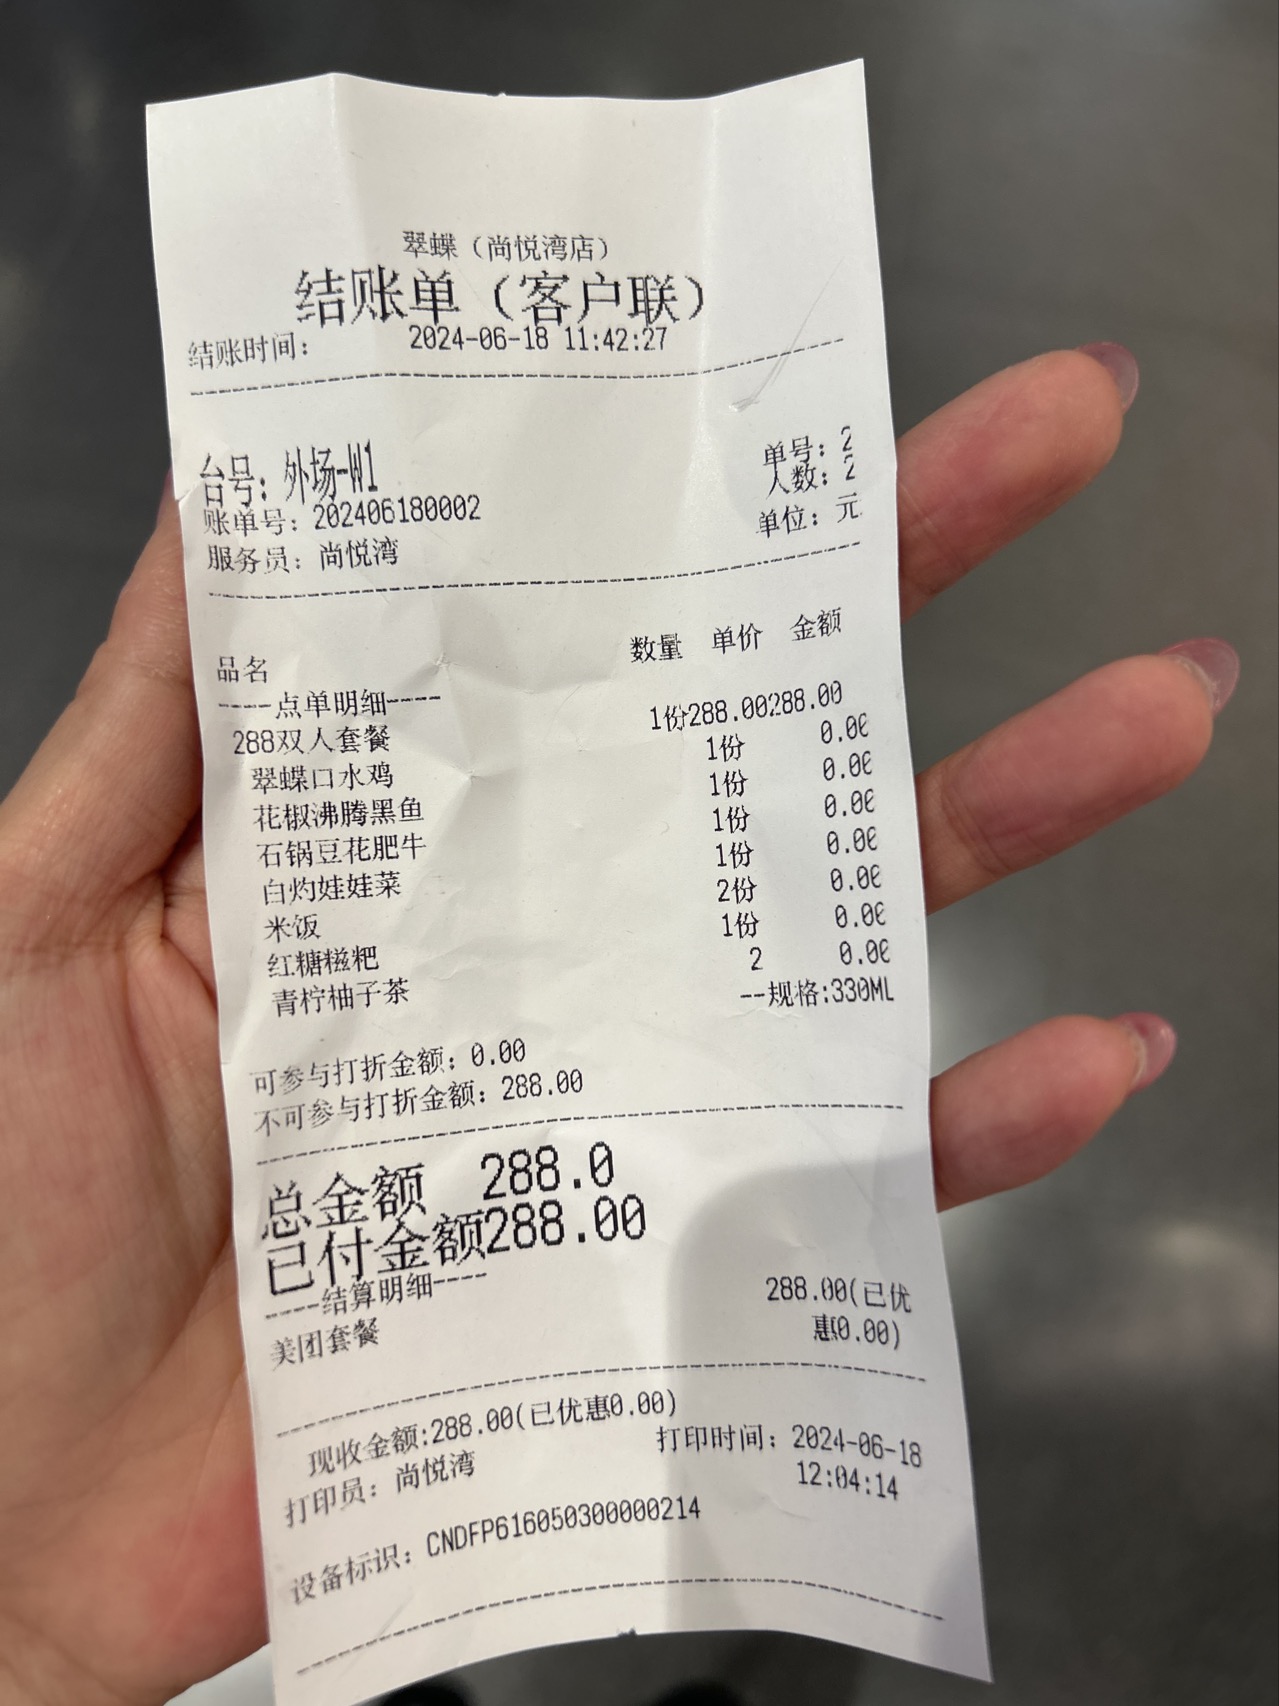 翠蝶（尚悦湾店）
结账单（客户联）
结账时间： 2024-06-18 11:42:27
台号：外场-W1 单号：2
人数：2
账单号：202406180002
单位：元
服务员：尚悦湾
品名 数量 单价 金额
----点单明细----
288双人套餐 1份288.00288.00
翠蝶口水鸡 1份 0.00
花椒沸腾黑鱼 1份 0.00
石锅豆花肥牛 1份 0.00
白灼娃娃菜 1份 0.00
米饭 2份 0.00
红糖糍粑 1份 0.00
青柠柚子茶 2 0.00
--规格:330ML
可参与打折金额：0.00
不可参与打折金额：288.00
总金额 288.0
已付金额288.00
----结算明细----
美团套餐 288.00(已优
惠0.00)
现收金额:288.00(已优惠0.00)
打印员：尚悦湾 打印时间：2024-06-18
12:04:14
设备标识：CNDFP616050300000214